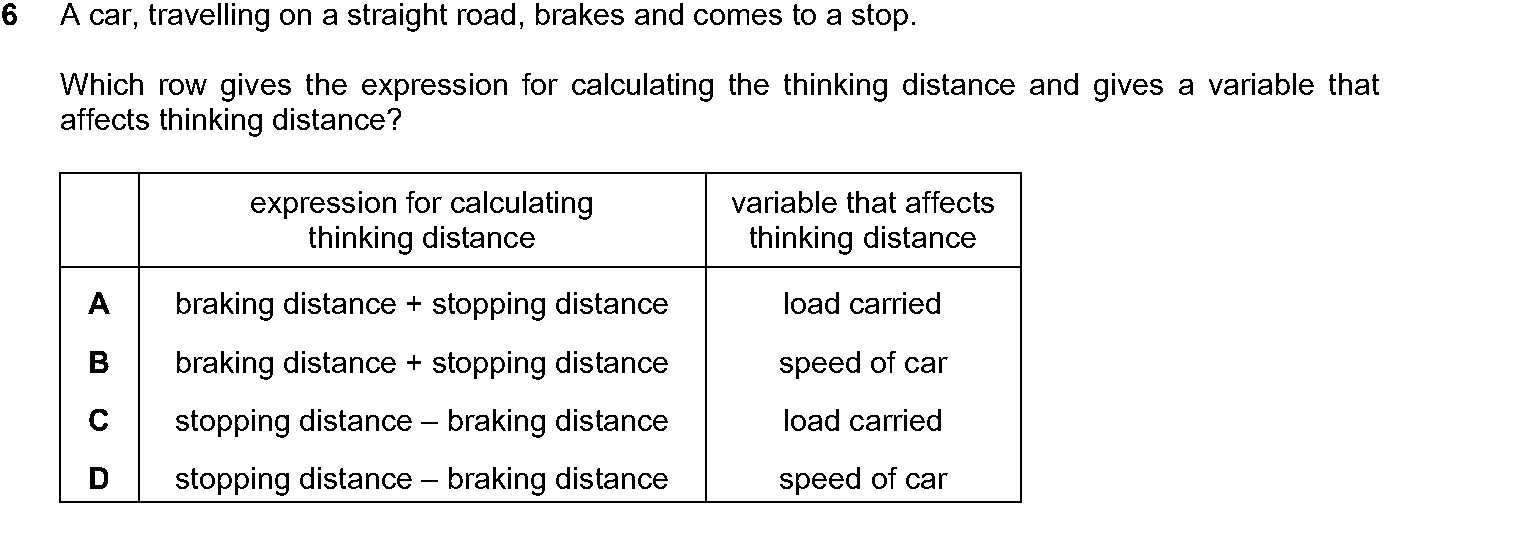 6 A car, travelling on a straight road, brakes and comes to a stop.
Which row gives the expression for calculating the thinking distance and gives a variable that
affects thinking distance?
expression for calculating
thinking distance
variable that affects
thinking distance
A braking distance + stopping distance load carried
B braking distance + stopping distance speed of car
C stopping distance – braking distance load carried
D stopping distance – braking distance speed of car